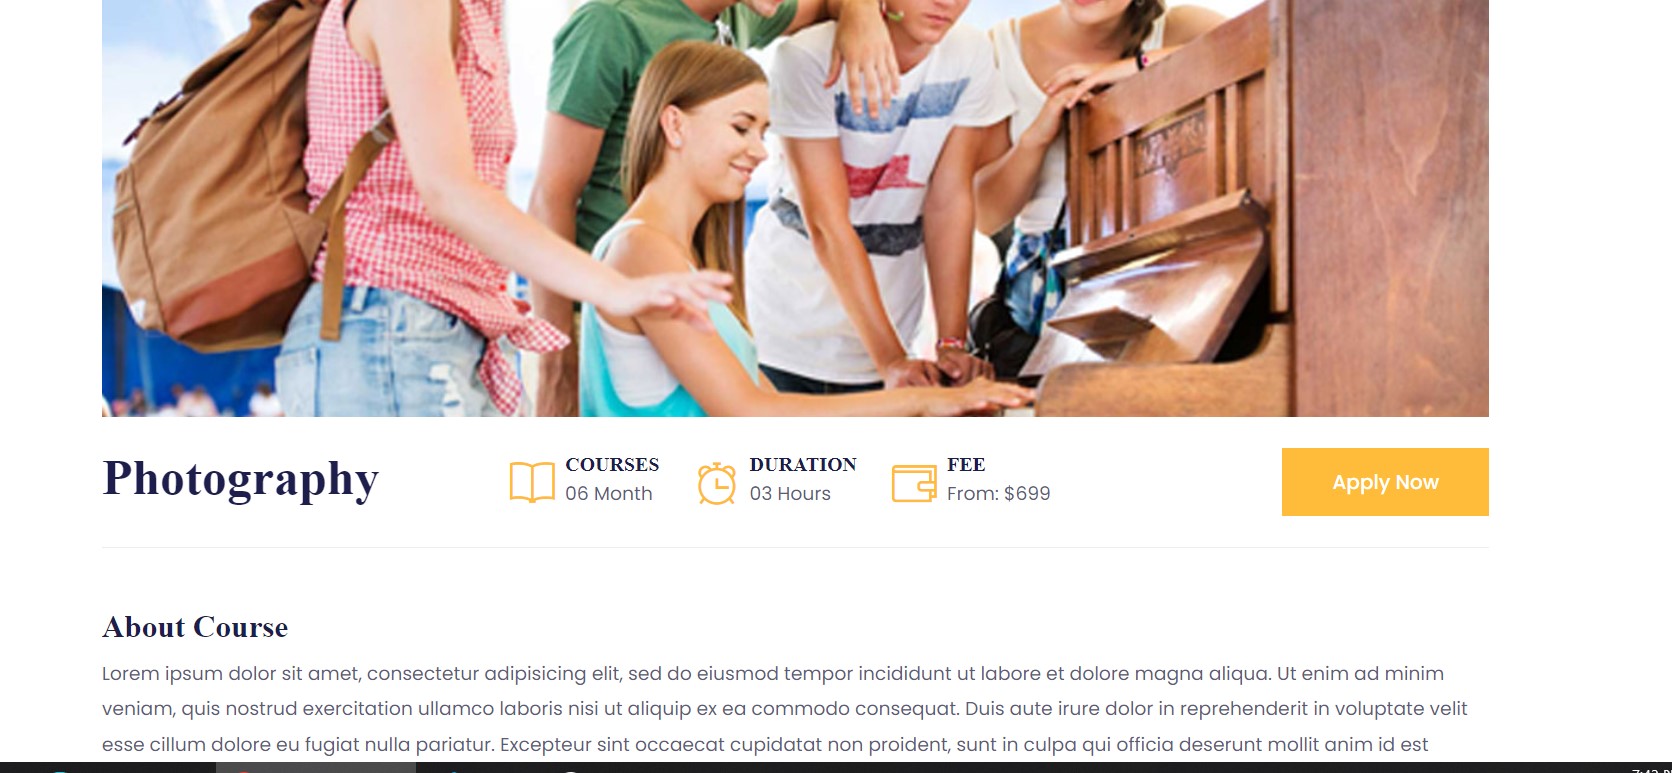 Photography
COURSES
06 Month
DURATION
03 Hours
FEE
From: $699
Apply Now
About Course
Lorem ipsum dolor sit amet, consectetur adipisicing elit, sed do eiusmod tempor incididunt ut labore et dolore magna aliqua. Ut enim ad minim
veniam, quis nostrud exercitation ullamco laboris nisi ut aliquip ex ea commodo consequat. Duis aute irure dolor in reprehenderit in voluptate velit
esse cillum dolore eu fugiat nulla pariatur. Excepteur sint occaecat cupidatat non proident, sunt in culpa qui officia deserunt mollit anim id est